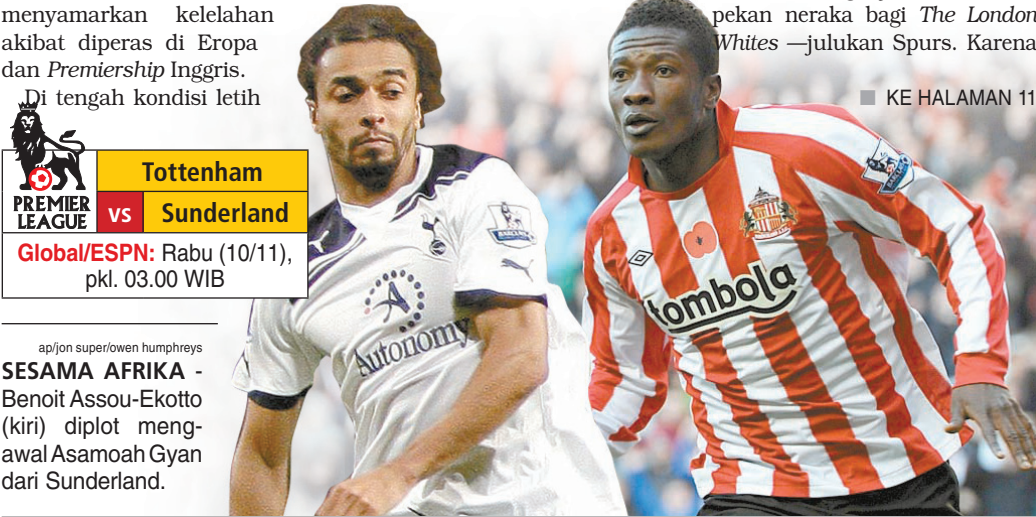 menyamarkan kelelahan
akibat diperas di Eropa
dan Premiership Inggris.
Di tengah kondisi letih
pekan neraka bagi The London
Whites —julukan Spurs. Karena
KE HALAMAN 11
PREMIER
LEAGUE
Tottenham
vs Sunderland
Global/ESPN: Rabu (10/11),
pkl. 03.00 WIB
ap/jon super/owen humphreys
SESAMA AFRIKA -
Benoit Assou-Ekotto
(kiri) diplot meng-
awal Asamoah Gyan
dari Sunderland.
Autonomy
tombola